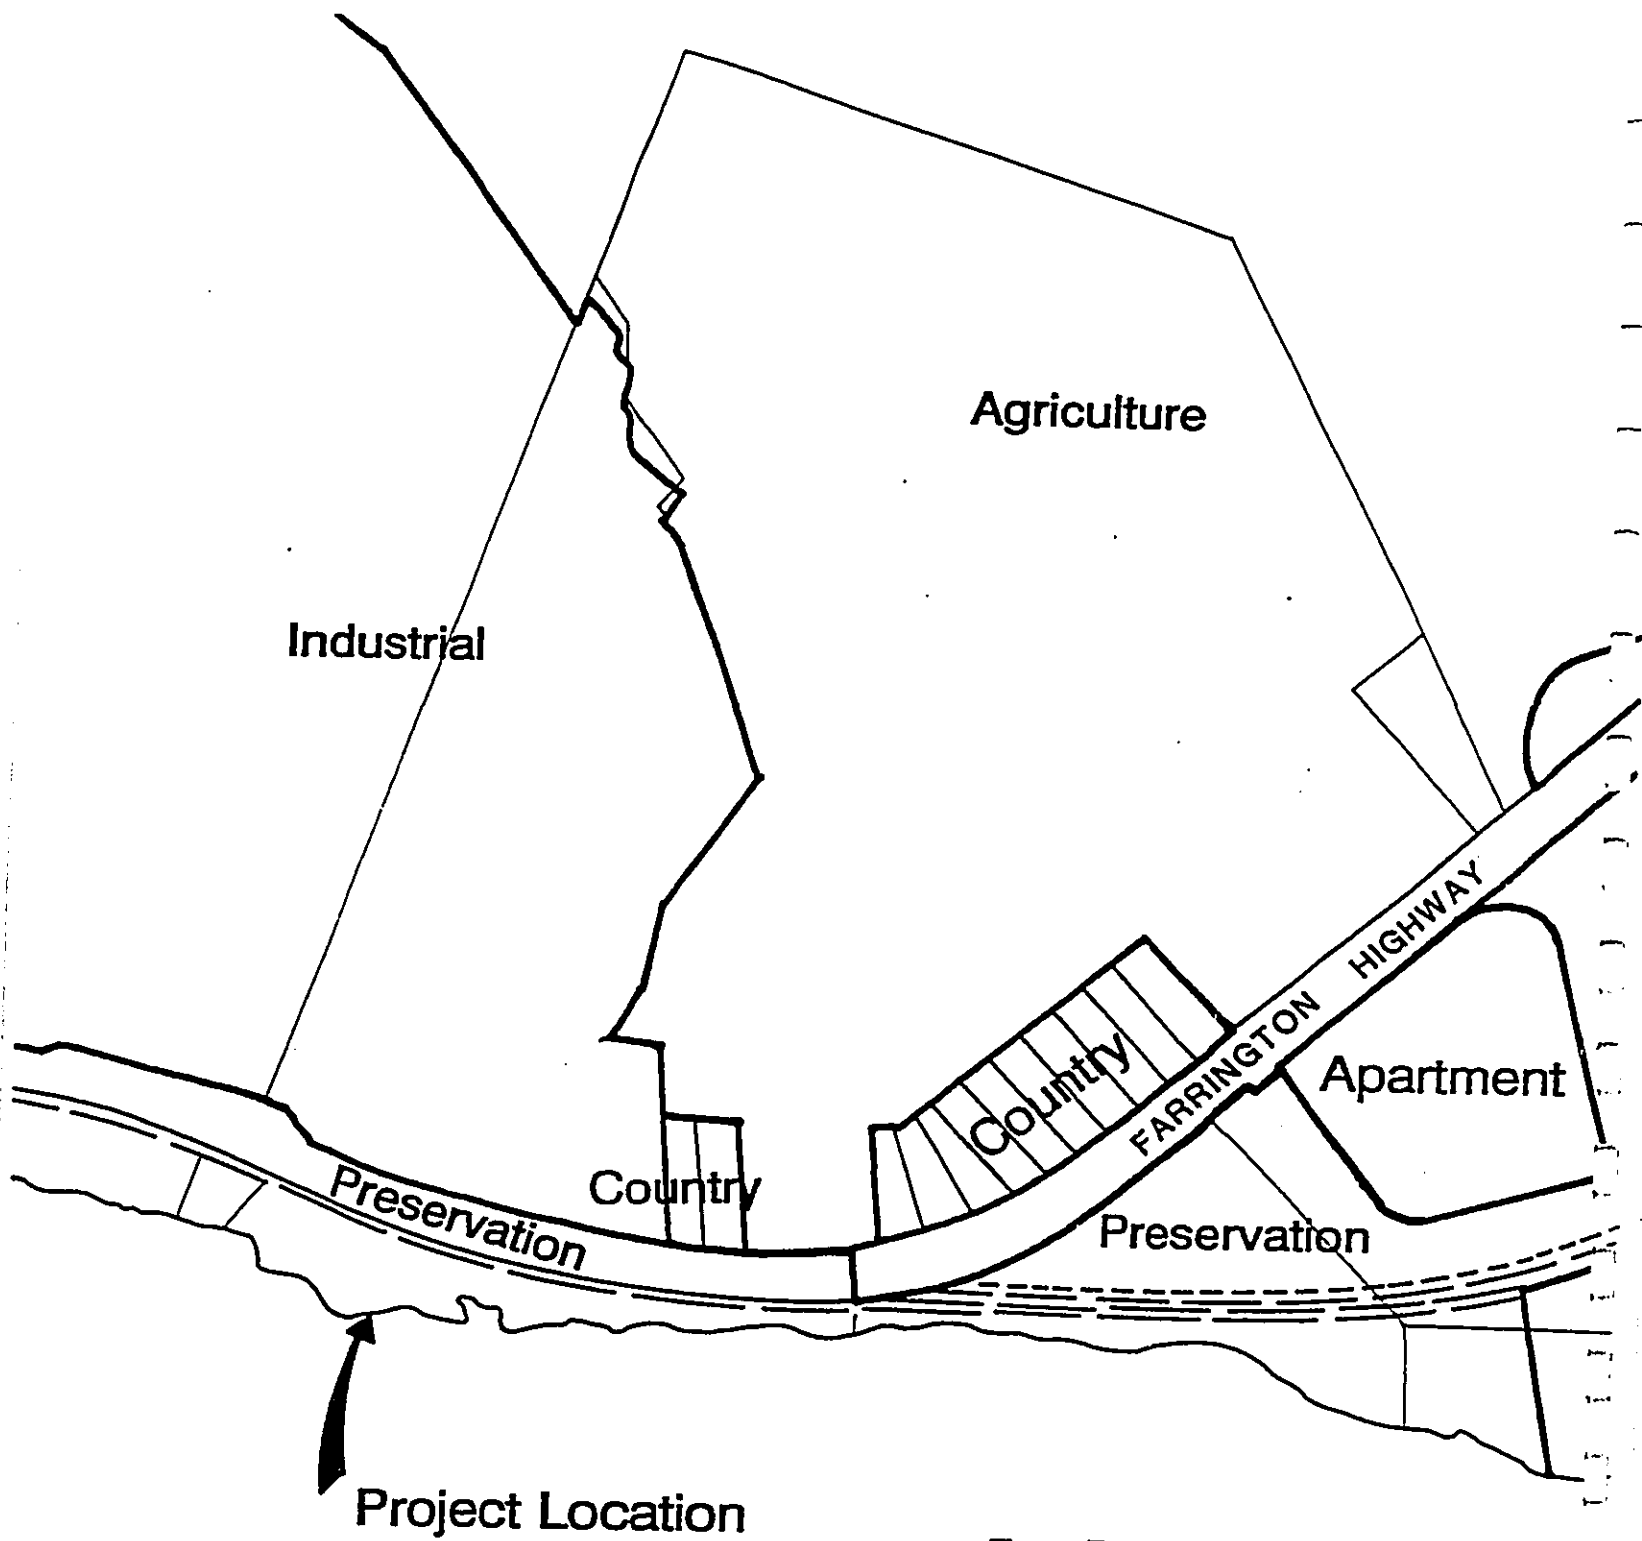 Agriculture
Industrial
FARRINGTON HIGHWAY
Country
Apartment
Country
Preservation
Preservation
Project Location